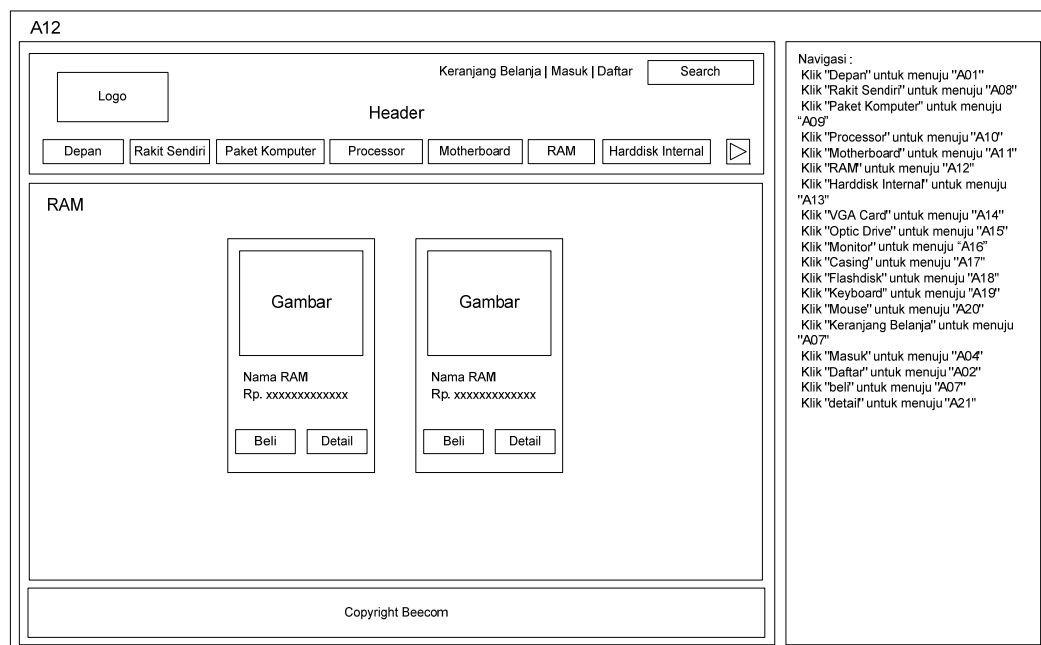 A12
Keranjang Belanja | Masuk | Daftar
Search
Logo
Header
Depan
Rakit Sendiri
Paket Komputer
Processor
Motherboard
RAM
Harddisk Internal
RAM
Gambar
Gambar
Nama RAM
Rp. xxxxxxxxxxxxx
Nama RAM
Rp. xxxxxxxxxxxxx
Beli
Detail
Beli
Detail
Copyright Beecom
Navigasi :
Klik "Depan" untuk menuju "A01"
Klik "Rakit Sendiri" untuk menuju "A08"
Klik "Paket Komputer" untuk menuju
“A09”
Klik "Processor" untuk menuju "A10"
Klik "Motherboard" untuk menuju "A11"
Klik "RAM" untuk menuju "A12"
Klik "Harddisk Internal" untuk menuju
"A13"
Klik "VGA Card" untuk menuju "A14"
Klik "Optic Drive" untuk menuju "A15"
Klik "Monitor" untuk menuju “A16”
Klik "Casing" untuk menuju "A17"
Klik "Flashdisk" untuk menuju "A18"
Klik "Keyboard" untuk menuju "A19"
Klik "Mouse" untuk menuju "A20"
Klik "Keranjang Belanja" untuk menuju
"A07"
Klik "Masuk" untuk menuju "A04"
Klik "Daftar" untuk menuju "A02"
Klik "beli" untuk menuju "A07"
Klik "detail" untuk menuju "A21"